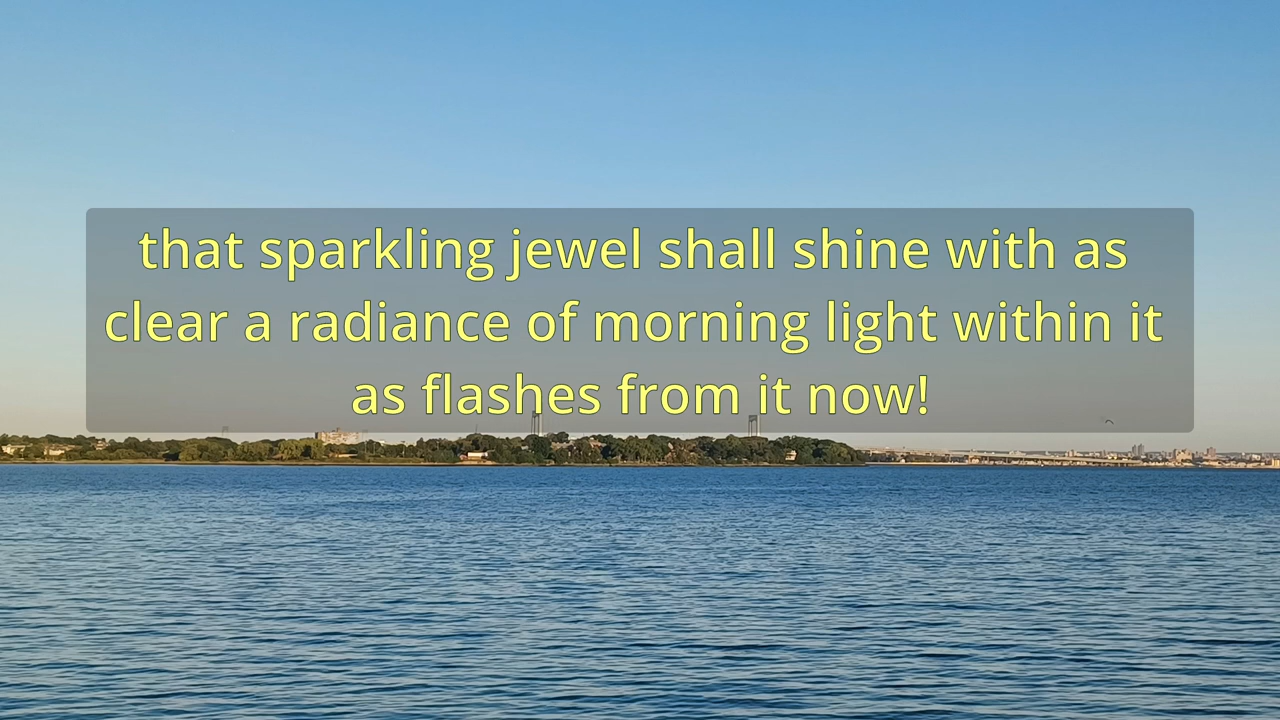 that sparkling jewel shall shine with as
clear a radiance of morning light within it
as flashes from it now!